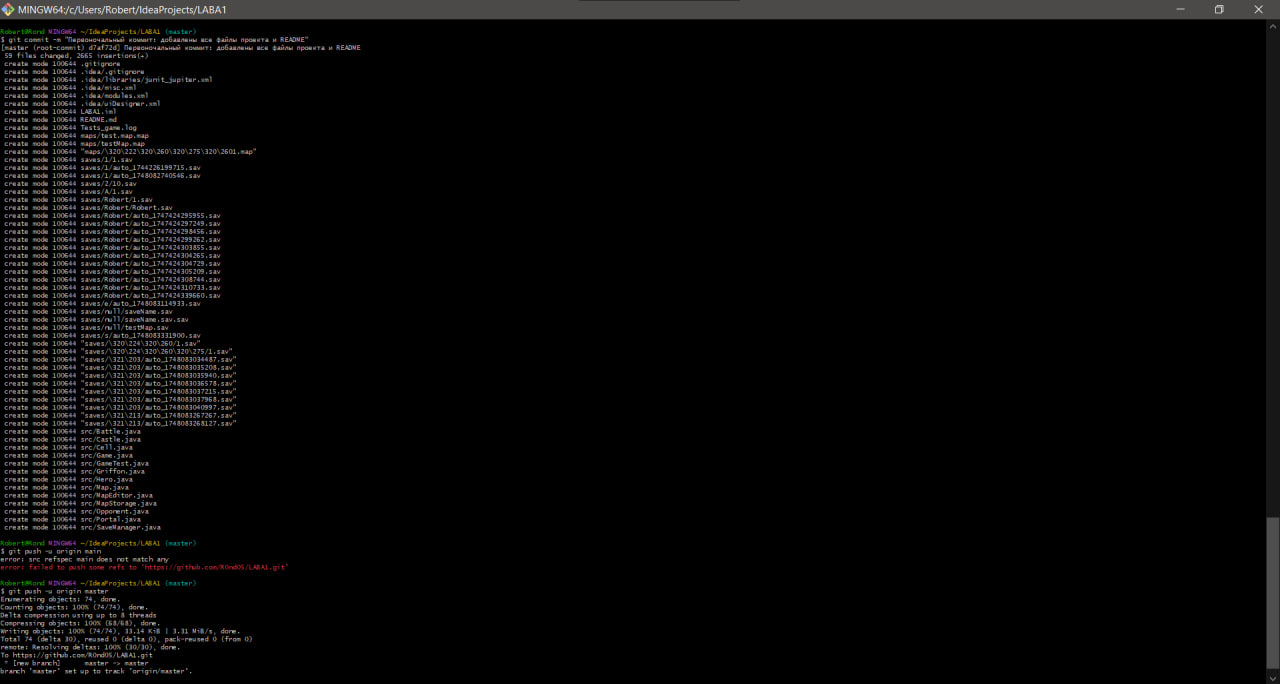 MINGW64:/c/Users/Robert/IdeaProjects/LABA1
Robert@Rond MINGW64 ~/IdeaProjects/LABA1 (master)
$ git commit -m "Первоночальный коммит: добавлены все файлы проекта и README"
[master (root-commit) d7af72d] Первоночальный коммит: добавлены все файлы проекта и README
59 files changed, 2665 insertions(+)
create mode 100644 .gitignore
create mode 100644 .idea/.gitignore
create mode 100644 .idea/libraries/junit_jupiter.xml
create mode 100644 .idea/misc.xml
create mode 100644 .idea/modules.xml
create mode 100644 .idea/uiDesigner.xml
create mode 100644 LABA1.iml
create mode 100644 README.md
create mode 100644 Tests_game.log
create mode 100644 maps/test.map.map
create mode 100644 maps/testMap.map
create mode 100644 "maps/\320\222\320\260\320\275\320\2601.map"
create mode 100644 saves/1/1.sav
create mode 100644 saves/1/auto_1744226199715.sav
create mode 100644 saves/1/auto_1748082740546.sav
create mode 100644 saves/2/10.sav
create mode 100644 saves/A/1.sav
create mode 100644 saves/Robert/1.sav
create mode 100644 saves/Robert/Robert.sav
create mode 100644 saves/Robert/auto_1747424295955.sav
create mode 100644 saves/Robert/auto_1747424297249.sav
create mode 100644 saves/Robert/auto_1747424298456.sav
create mode 100644 saves/Robert/auto_1747424299262.sav
create mode 100644 saves/Robert/auto_1747424303855.sav
create mode 100644 saves/Robert/auto_1747424304265.sav
create mode 100644 saves/Robert/auto_1747424304729.sav
create mode 100644 saves/Robert/auto_1747424305209.sav
create mode 100644 saves/Robert/auto_1747424308744.sav
create mode 100644 saves/Robert/auto_1747424310733.sav
create mode 100644 saves/Robert/auto_1747424339660.sav
create mode 100644 saves/e/auto_1748083114933.sav
create mode 100644 saves/null/saveName.sav
create mode 100644 saves/null/saveName.sav.sav
create mode 100644 saves/null/testMap.sav
create mode 100644 saves/s/auto_1748083331900.sav
create mode 100644 "saves/\320\224\320\260/1.sav"
create mode 100644 "saves/\320\224\320\260\320\275/1.sav"
create mode 100644 "saves/\321\203/auto_1748083034487.sav"
create mode 100644 "saves/\321\203/auto_1748083035208.sav"
create mode 100644 "saves/\321\203/auto_1748083035940.sav"
create mode 100644 "saves/\321\203/auto_1748083036578.sav"
create mode 100644 "saves/\321\203/auto_1748083037215.sav"
create mode 100644 "saves/\321\203/auto_1748083037968.sav"
create mode 100644 "saves/\321\203/auto_1748083040997.sav"
create mode 100644 "saves/\321\213/auto_1748083267267.sav"
create mode 100644 "saves/\321\213/auto_1748083268127.sav"
create mode 100644 src/Battle.java
create mode 100644 src/Castle.java
create mode 100644 src/Cell.java
create mode 100644 src/Game.java
create mode 100644 src/GameTest.java
create mode 100644 src/Griffon.java
create mode 100644 src/Hero.java
create mode 100644 src/Map.java
create mode 100644 src/MapEditor.java
create mode 100644 src/MapStorage.java
create mode 100644 src/Opponent.java
create mode 100644 src/Portal.java
create mode 100644 src/SaveManager.java
Robert@Rond MINGW64 ~/IdeaProjects/LABA1 (master)
$ git push -u origin main
error: src refspec main does not match any
error: failed to push some refs to 'https://github.com/R0nd0S/LABA1.git'
Robert@Rond MINGW64 ~/IdeaProjects/LABA1 (master)
$ git push -u origin master
Enumerating objects: 74, done.
Counting objects: 100% (74/74), done.
Delta compression using up to 8 threads
Compressing objects: 100% (68/68), done.
Writing objects: 100% (74/74), 33.14 KiB | 3.31 MiB/s, done.
Total 74 (delta 30), reused 0 (delta 0), pack-reused 0 (from 0)
remote: Resolving deltas: 100% (30/30), done.
To https://github.com/R0nd0S/LABA1.git
* [new branch] master -> master
branch 'master' set up to track 'origin/master'.